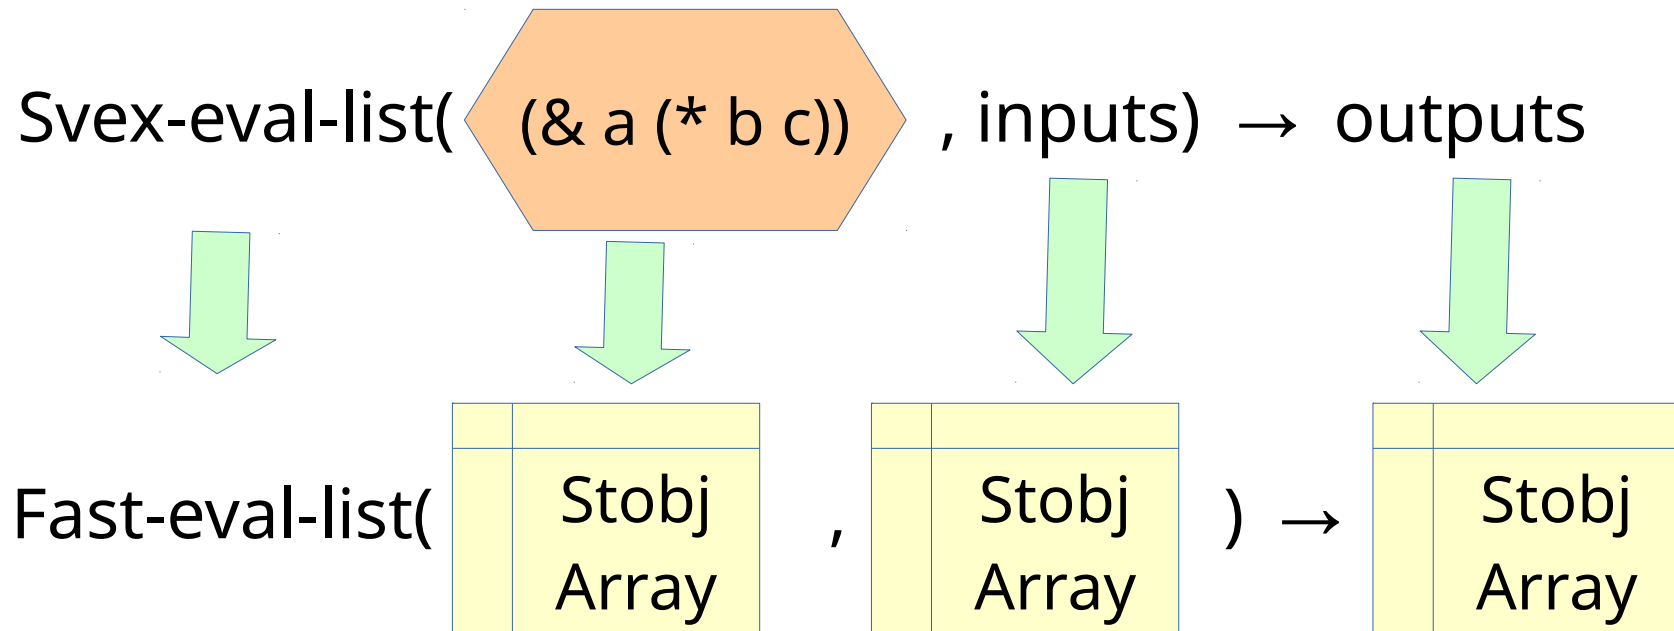 Svex-eval-list( (& a (* b c)) , inputs) → outputs
Fast-eval-list( Stobj Array , Stobj Array ) → Stobj Array